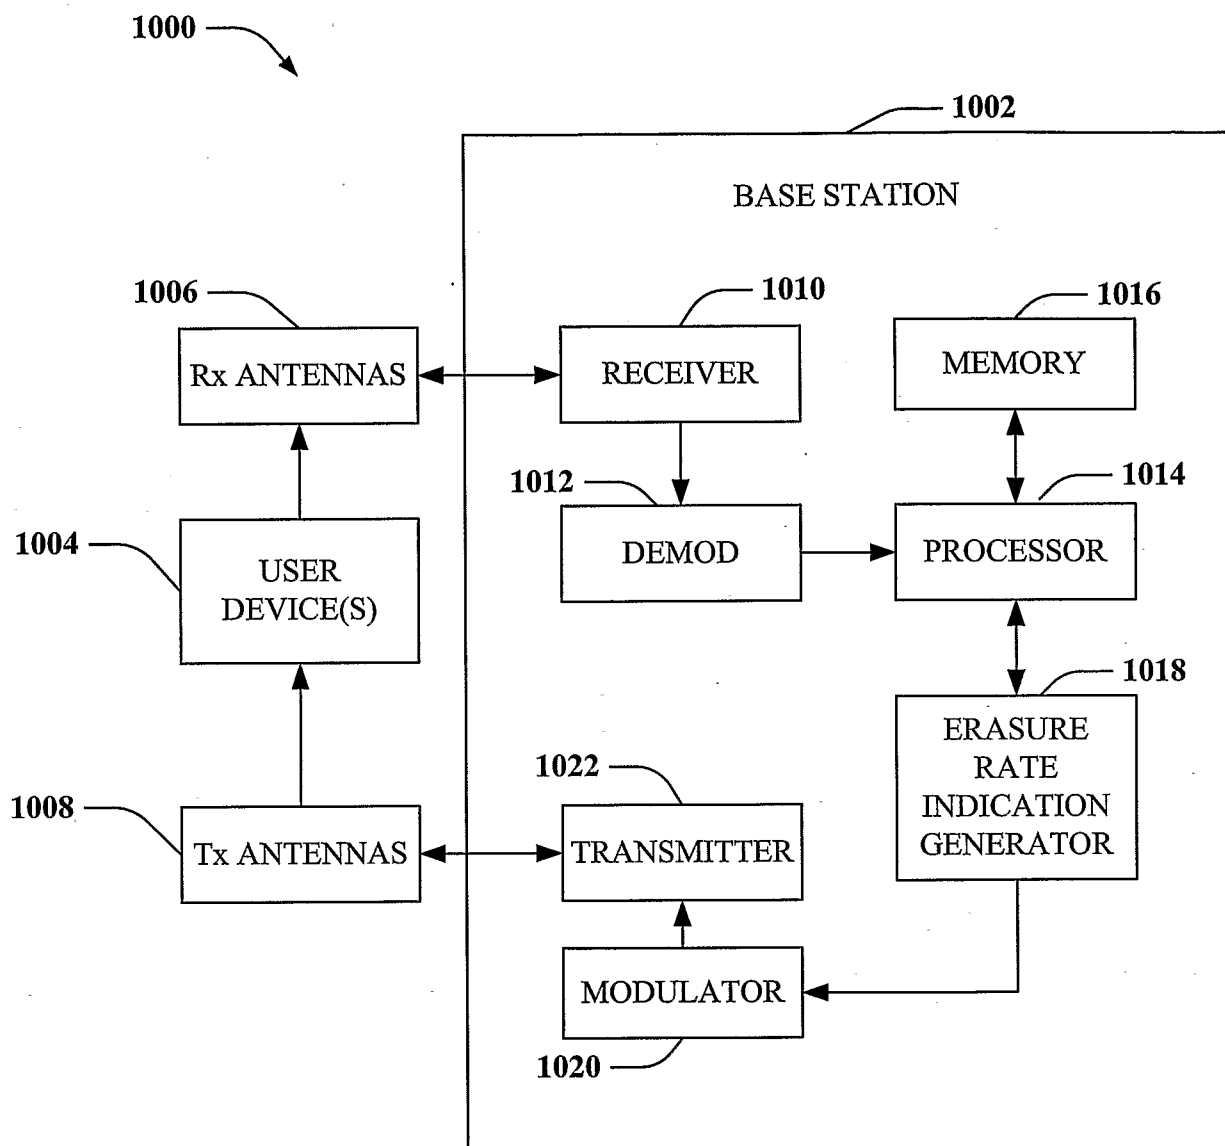 1000
1002
BASE STATION
1006
1010
1016
Rx ANTENNAS
RECEIVER
MEMORY
1012
1014
1004
USER
DEVICE(S)
DEMOD
PROCESSOR
1018
ERASURE
RATE
INDICATION
GENERATOR
1022
1008
Tx ANTENNAS
TRANSMITTER
MODULATOR
1020